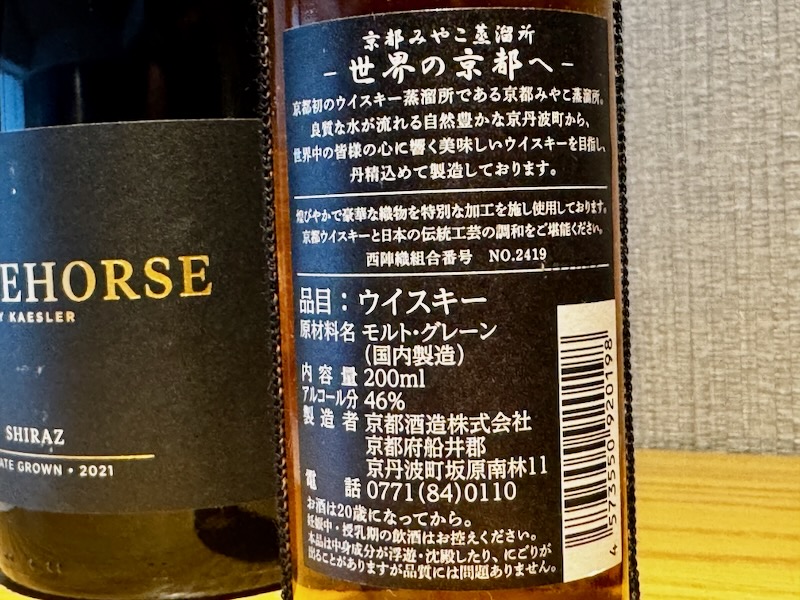 EHORSE
Y KAESLER
SHIRAZ
ATE GROWN • 2021
京都みやこ蒸溜所
-世界の京都へ-
京都初のウイスキー蒸溜所である京都みやこ蒸溜所。
良質な水が流れる自然豊かな京丹波町から、
世界中の皆様の心に響く美味しいウイスキーを目指し、
丹精込めて製造しております。
煌びやかで豪華な織物を特別な加工を施し使用しております。
京都ウイスキーと日本の伝統工芸の調和をご堪能ください。
西陣織組合番号 NO.2419
品目：ウイスキー
原材料名 モルト・グレーン
(国内製造)
内容量 200ml
アルコール分 46%
製造者 京都酒造株式会社
京都府船井郡
京丹波町坂原南林11
電話 0771(84)0110
お酒は20歳になってから。
妊娠中・授乳期の飲酒はお控えください。
本品は中身成分が浮遊・沈殿したり、にごりが
出ることがありますが品質には問題ありません。
4 573550 920198